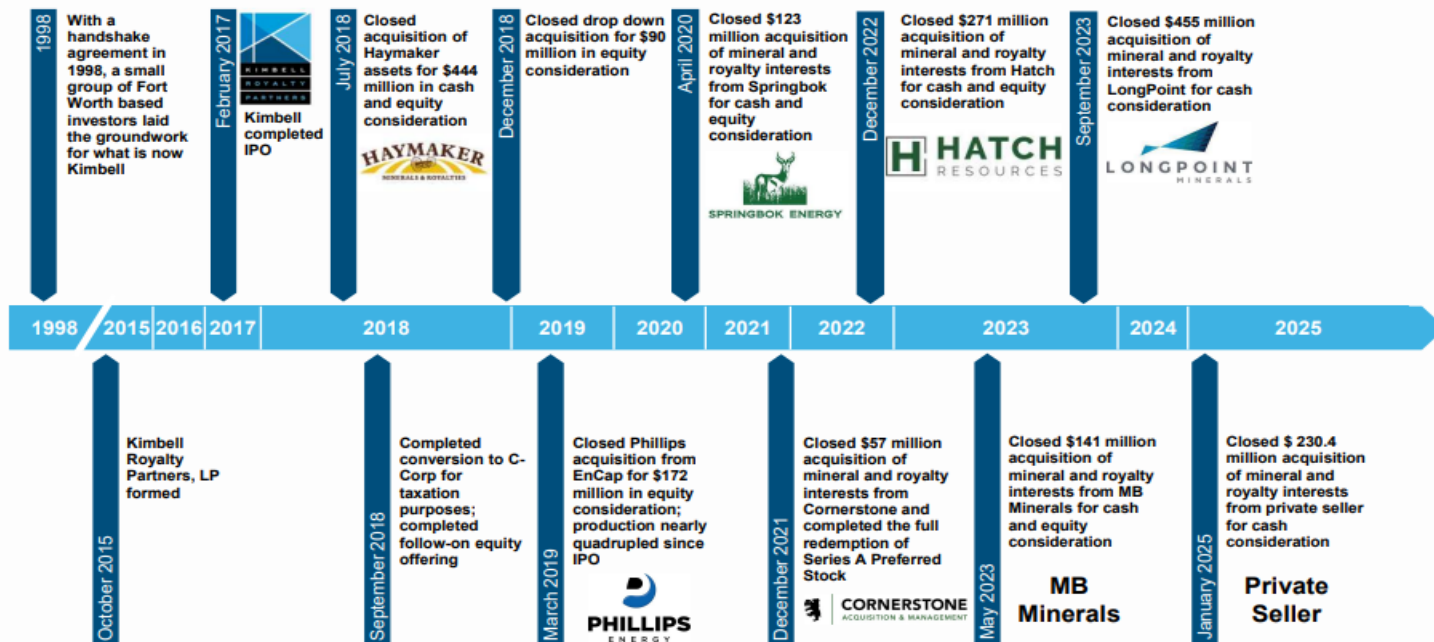 1998
With a
handshake
agreement in
1998, a small
group of Fort
Worth based
investors laid
the groundwork
for what is now
Kimbell
February 2017
KIMBELL
ROYALTY
PARTNERS
Kimbell
completed
IPO
July 2018
Closed
acquisition of
Haymaker
assets for $444
million in cash
and equity
consideration
HAYMAKER
MINERALS & ROYALTIES
December 2018
Closed drop down
acquisition for $90
million in equity
consideration
April 2020
Closed $123
million acquisition
of mineral and
royalty interests
from Springbok
for cash and
equity
consideration
SPRINGBOK ENERGY
December 2022
Closed $271 million
acquisition of
mineral and royalty
interests from Hatch
for cash and equity
consideration
H HATCH
RESOURCES
September 2023
Closed $455 million
acquisition of
mineral and royalty
interests from
LongPoint for cash
consideration
LONGPOINT
MINERALS
1998 2015 2016 2017 2018 2019 2020 2021 2022 2023 2024 2025
October 2015
Kimbell
Royalty
Partners, LP
formed
September 2018
Completed
conversion to C-
Corp for
taxation
purposes;
completed
follow-on equity
offering
March 2019
Closed Phillips
acquisition from
EnCap for $172
million in equity
consideration;
production nearly
quadrupled since
IPO
PHILLIPS
ENERGY
December 2021
Closed $57 million
acquisition of
mineral and royalty
interests from
Cornerstone and
completed the full
redemption of
Series A Preferred
Stock
CORNERSTONE
ACQUISITION & MANAGEMENT
May 2023
Closed $141 million
acquisition of
mineral and royalty
interests from MB
Minerals for cash
and equity
consideration
MB
Minerals
January 2025
Closed $ 230.4
million acquisition
of mineral and
royalty interests
from private seller
for cash
consideration
Private
Seller